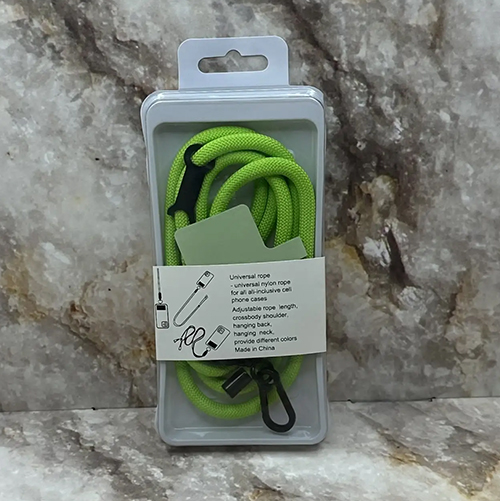 Universal rope
- universal nylon rope
for all all-inclusive cell
phone cases
Adjustable rope length,
crossbody shoulder,
hanging back,
hanging neck,
provide different colors
Made in China